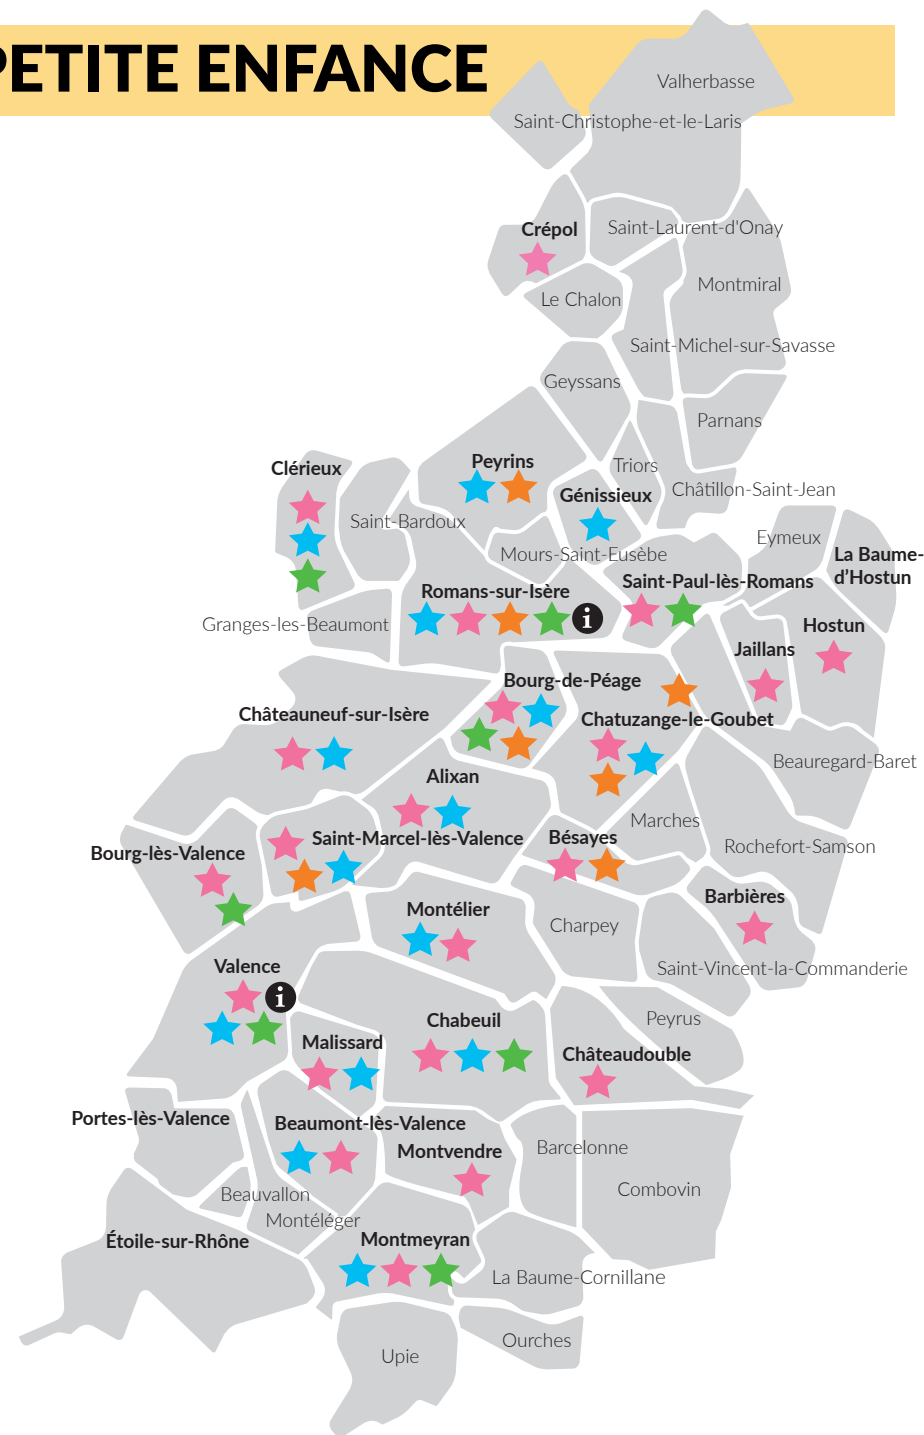 PETITE ENFANCE
Valherbasse
Saint-Christophe-et-le-Laris
Crépol
Saint-Laurent-d'Onay
Montmiral
Le Chalon
Saint-Michel-sur-Savasse
Geyssans
Parnans
Clérieux
Peyrins
Triors
Châtillon-Saint-Jean
Génissieux
Saint-Bardoux
Eymeux
Mours-Saint-Eusèbe
La Baume-
d'Hostun
Romans-sur-Isère
Saint-Paul-lès-Romans
i
Granges-les-Beaumont
Hostun
Jaillans
Bourg-de-Péage
Châteauneuf-sur-Isère
Chatuzange-le-Goubet
Beauregard-Baret
Alixan
Marches
Saint-Marcel-lès-Valence
Bésayes
Rochefort-Samson
Bourg-lès-Valence
Barbières
Montélier
Charpey
Valence
i
Saint-Vincent-la-Commanderie
Chabeuil
Peyrus
Malissard
Châteaudouble
Portes-lès-Valence
Beaumont-lès-Valence
Montvendre
Barcelonne
Combovin
Beauvallon
Montéléger
Étoile-sur-Rhône
Montmeyran
La Baume-Cornillane
Ourches
Upie